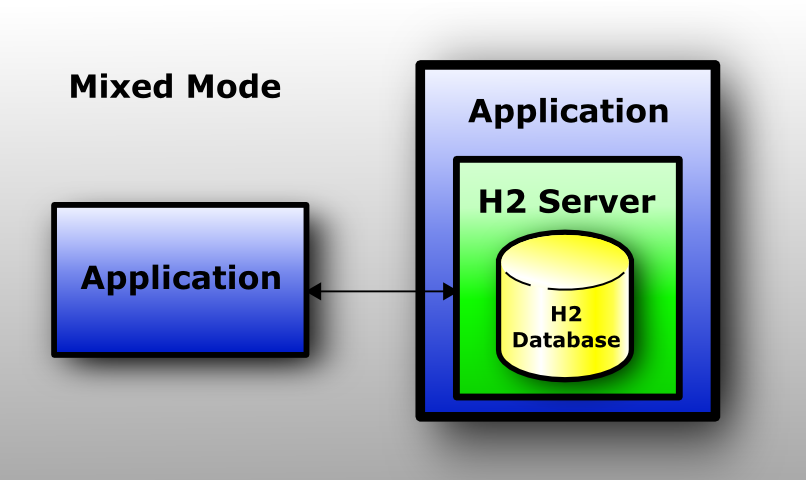 Mixed Mode
Application
Application
H2 Server
H2
Database